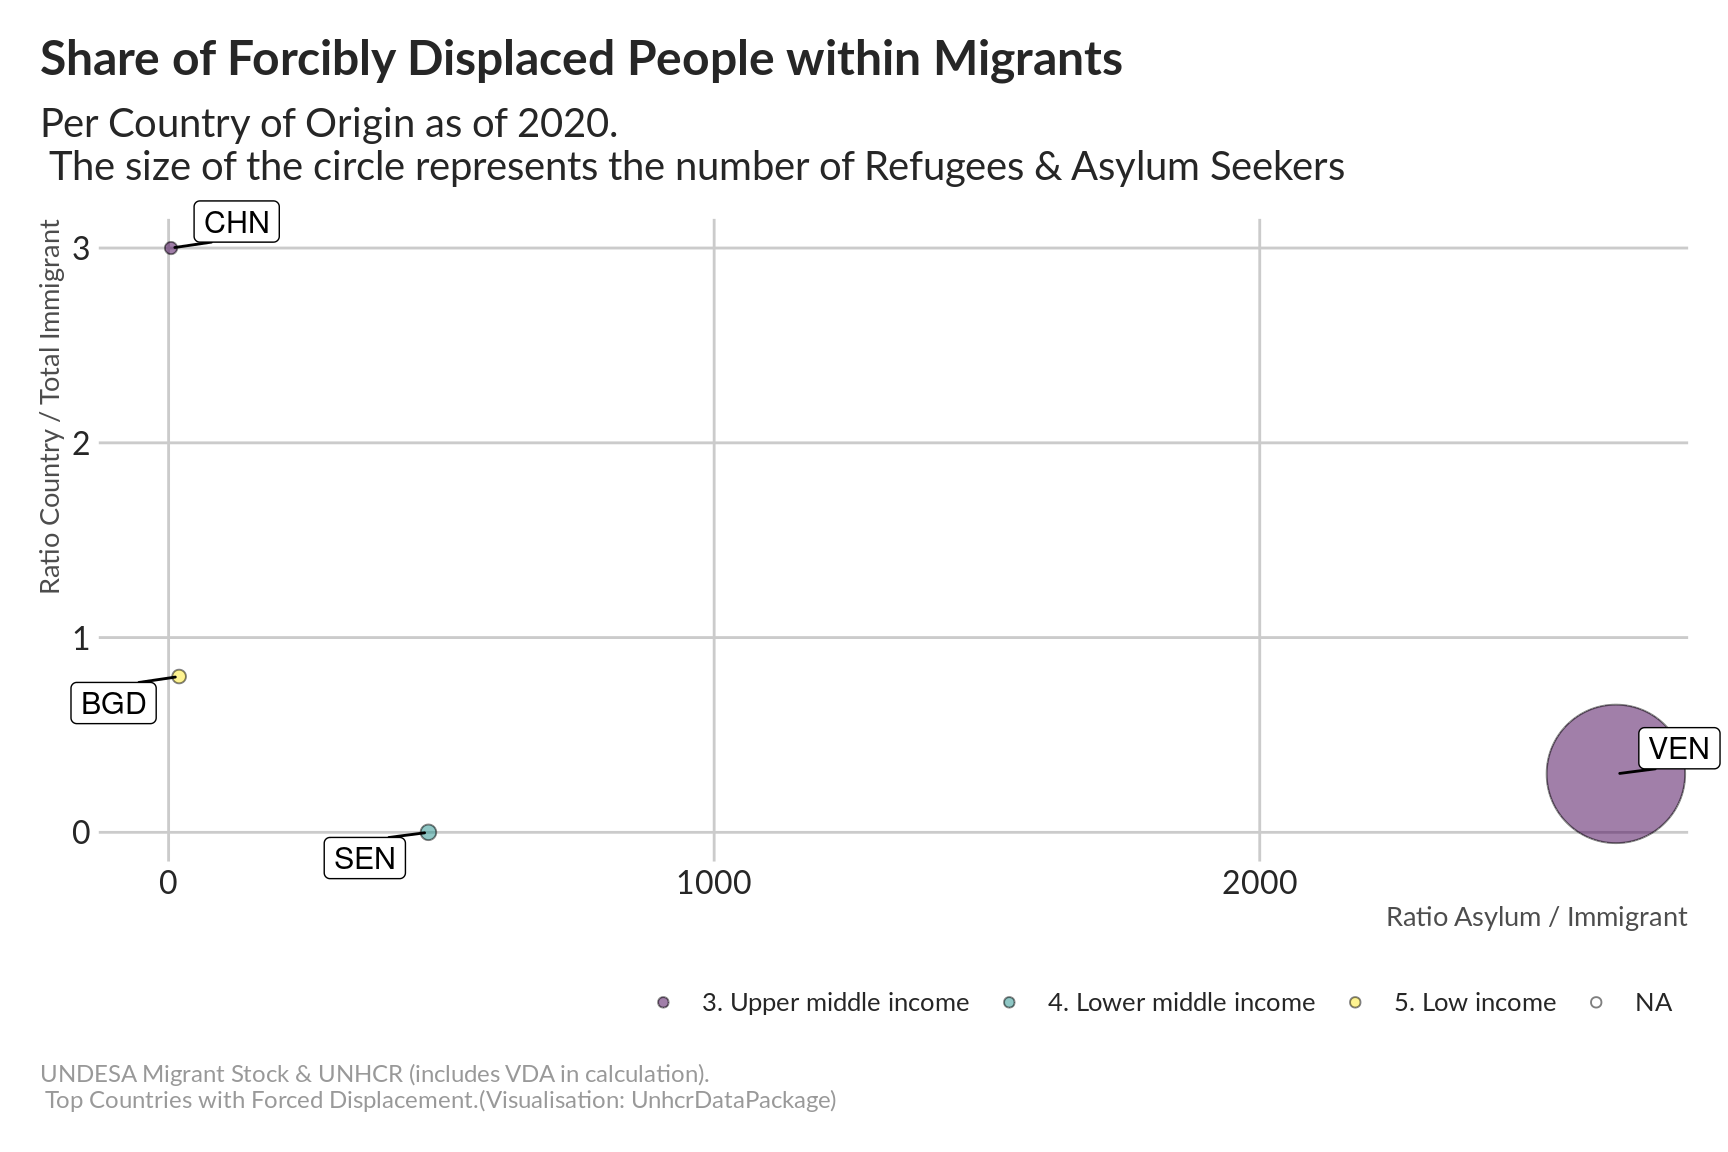 Share of Forcibly Displaced People within Migrants
Per Country of Origin as of 2020.
The size of the circle represents the number of Refugees & Asylum Seekers
Ratio Country / Total Immigrant
3
2
1
0
CHN
BGD
SEN
VEN
0
1000
2000
Ratio Asylum / Immigrant
3. Upper middle income
4. Lower middle income
5. Low income
NA
UNDESA Migrant Stock & UNHCR (includes VDA in calculation).
Top Countries with Forced Displacement.(Visualisation: UnhcrDataPackage)